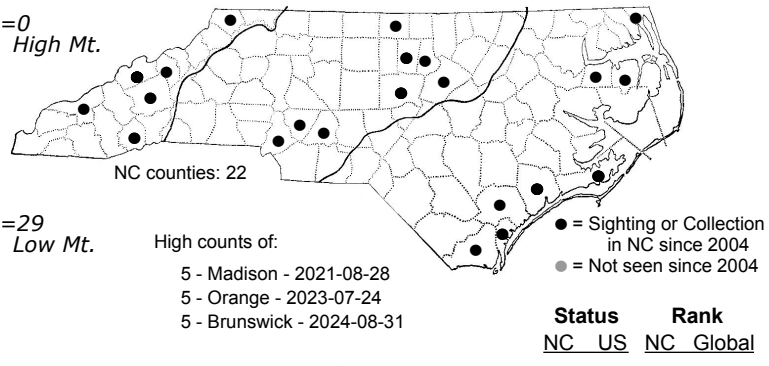 =0
High Mt.
NC counties: 22
=29
Low Mt.
High counts of:
5 - Madison - 2021-08-28
5 - Orange - 2023-07-24
5 - Brunswick - 2024-08-31
= Sighting or Collection
in NC since 2004
= Not seen since 2004
Status Rank
NC US NC Global